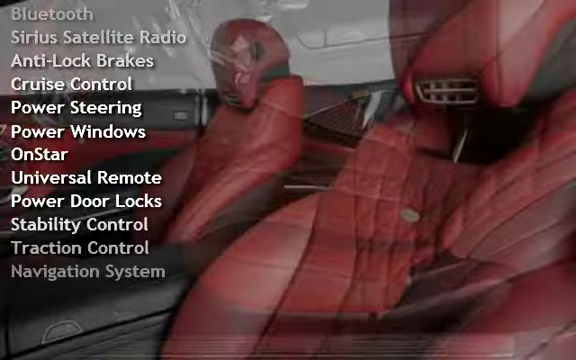 Bluetooth
Sirius Satellite Radio
Anti-Lock Brakes
Cruise Control
Power Steering
Power Windows
OnStar
Universal Remote
Power Door Locks
Stability Control
Traction Control
Navigation System